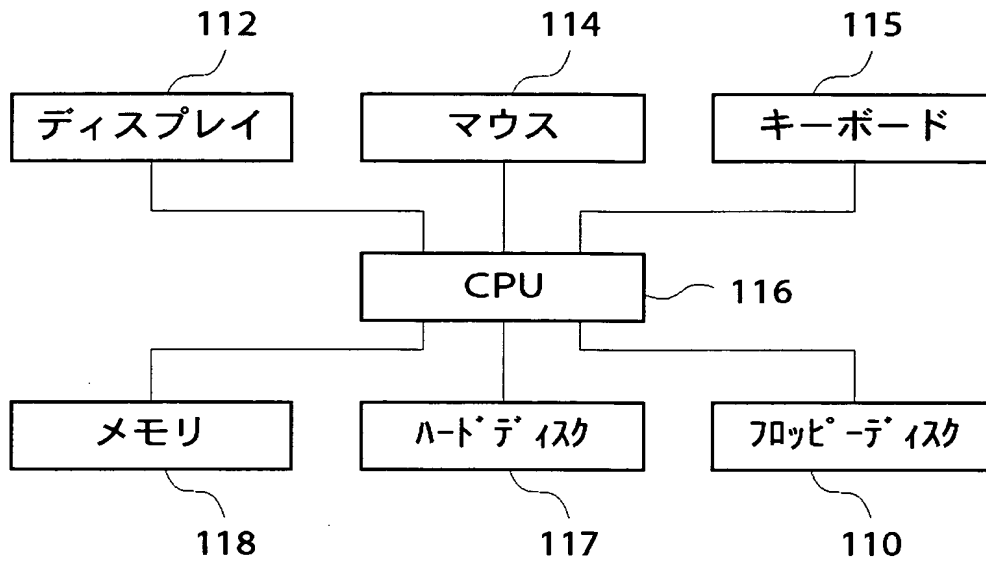 112
114
115
ディスプレイ
マウス
キーボード
CPU
116
メモリ
ﾊｰﾄﾞﾃﾞｨｽｸ
ﾌﾛｯﾋﾟｰﾃﾞｨｽｸ
118
117
110